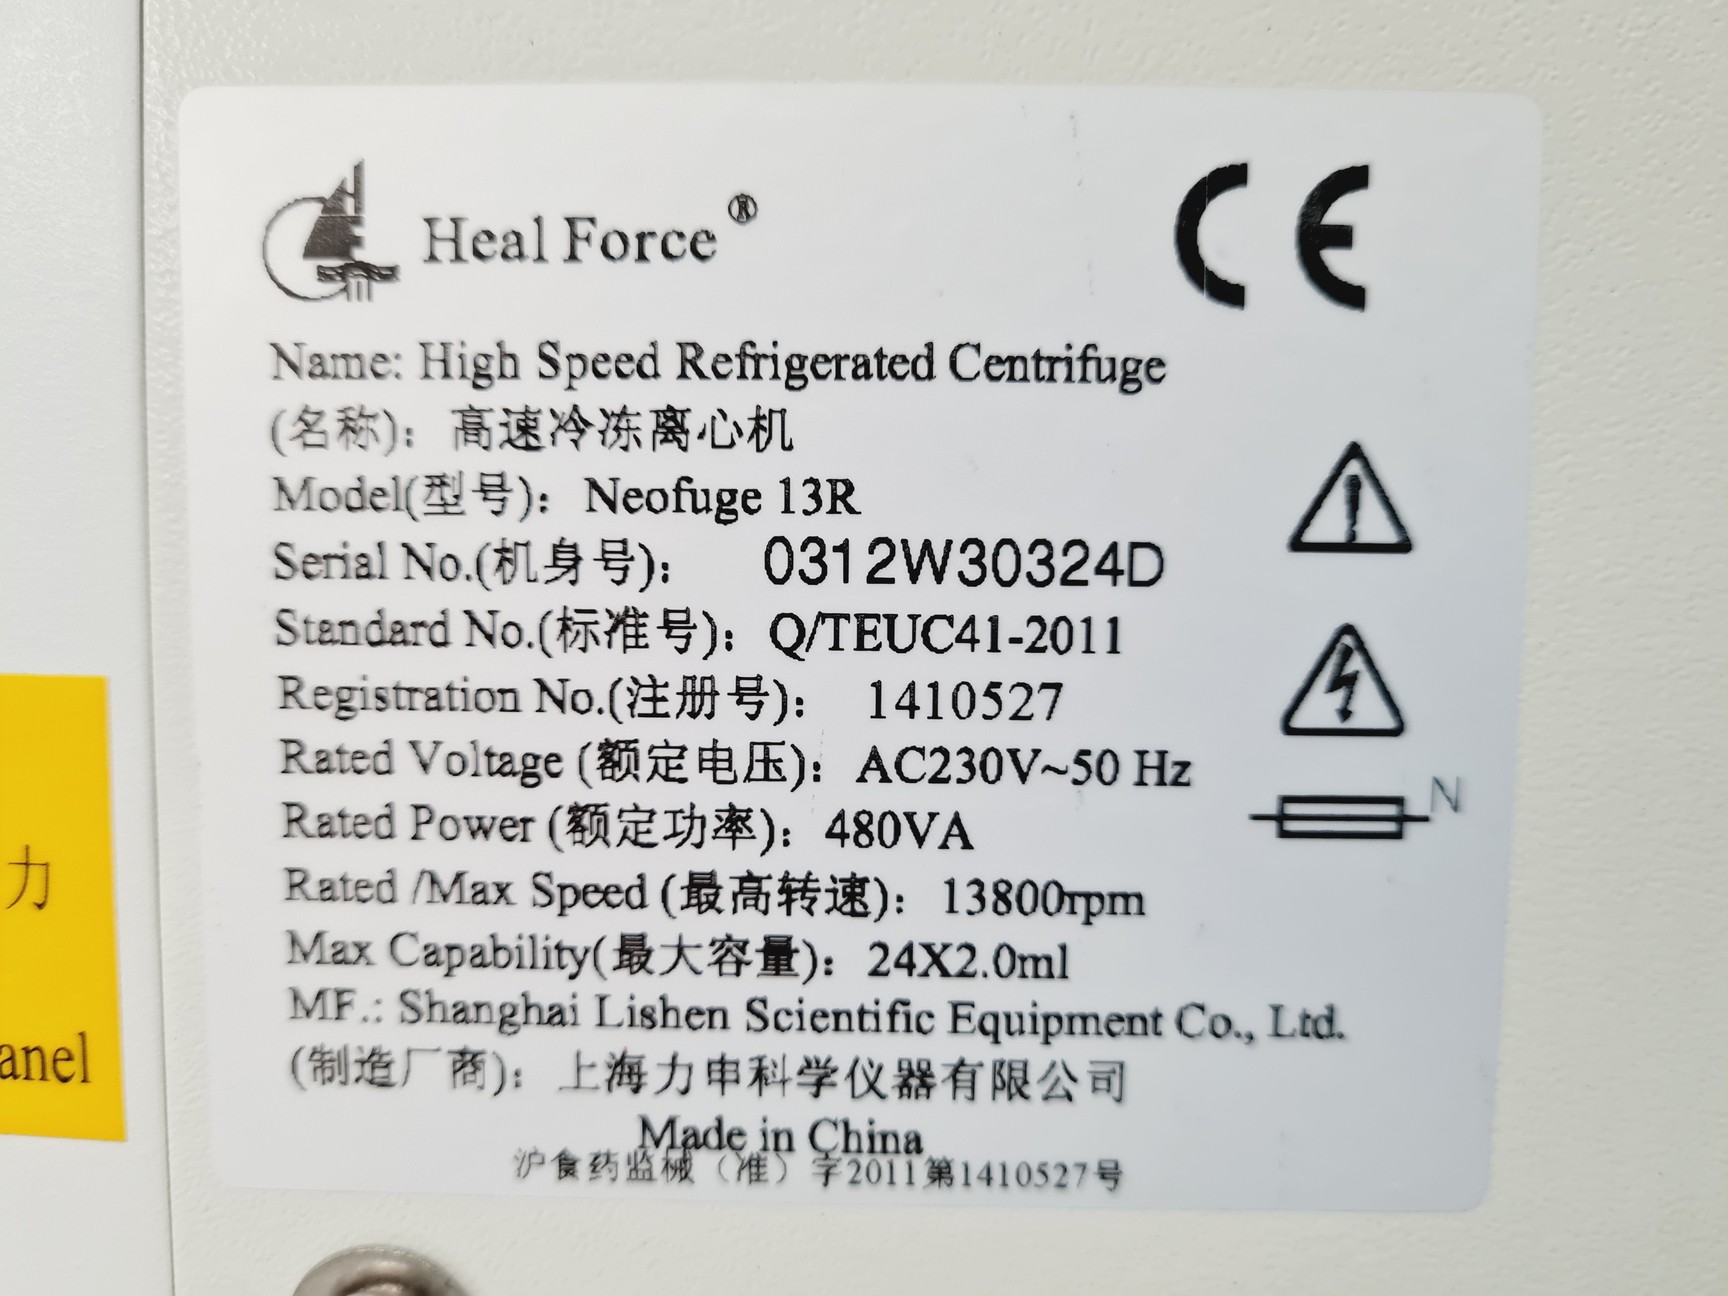 Heal Force ®
CE
Name: High Speed Refrigerated Centrifuge
(名称)：高速冷冻离心机
Model(型号)：Neofuge 13R
Serial No.(机身号)： 0312W30324D
Standard No.(标准号)：Q/TEUC41-2011
Registration No.(注册号)： 1410527
Rated Voltage (额定电压)：AC230V~50 Hz
N
Rated Power (额定功率)：480VA
Rated /Max Speed (最高转速)：13800rpm
Max Capability(最大容量)：24X2.0ml
MF.: Shanghai Lishen Scientific Equipment Co., Ltd.
(制造厂商)：上海力申科学仪器有限公司
Made in China
沪食药监械（准）字2011第1410527号
力
anel